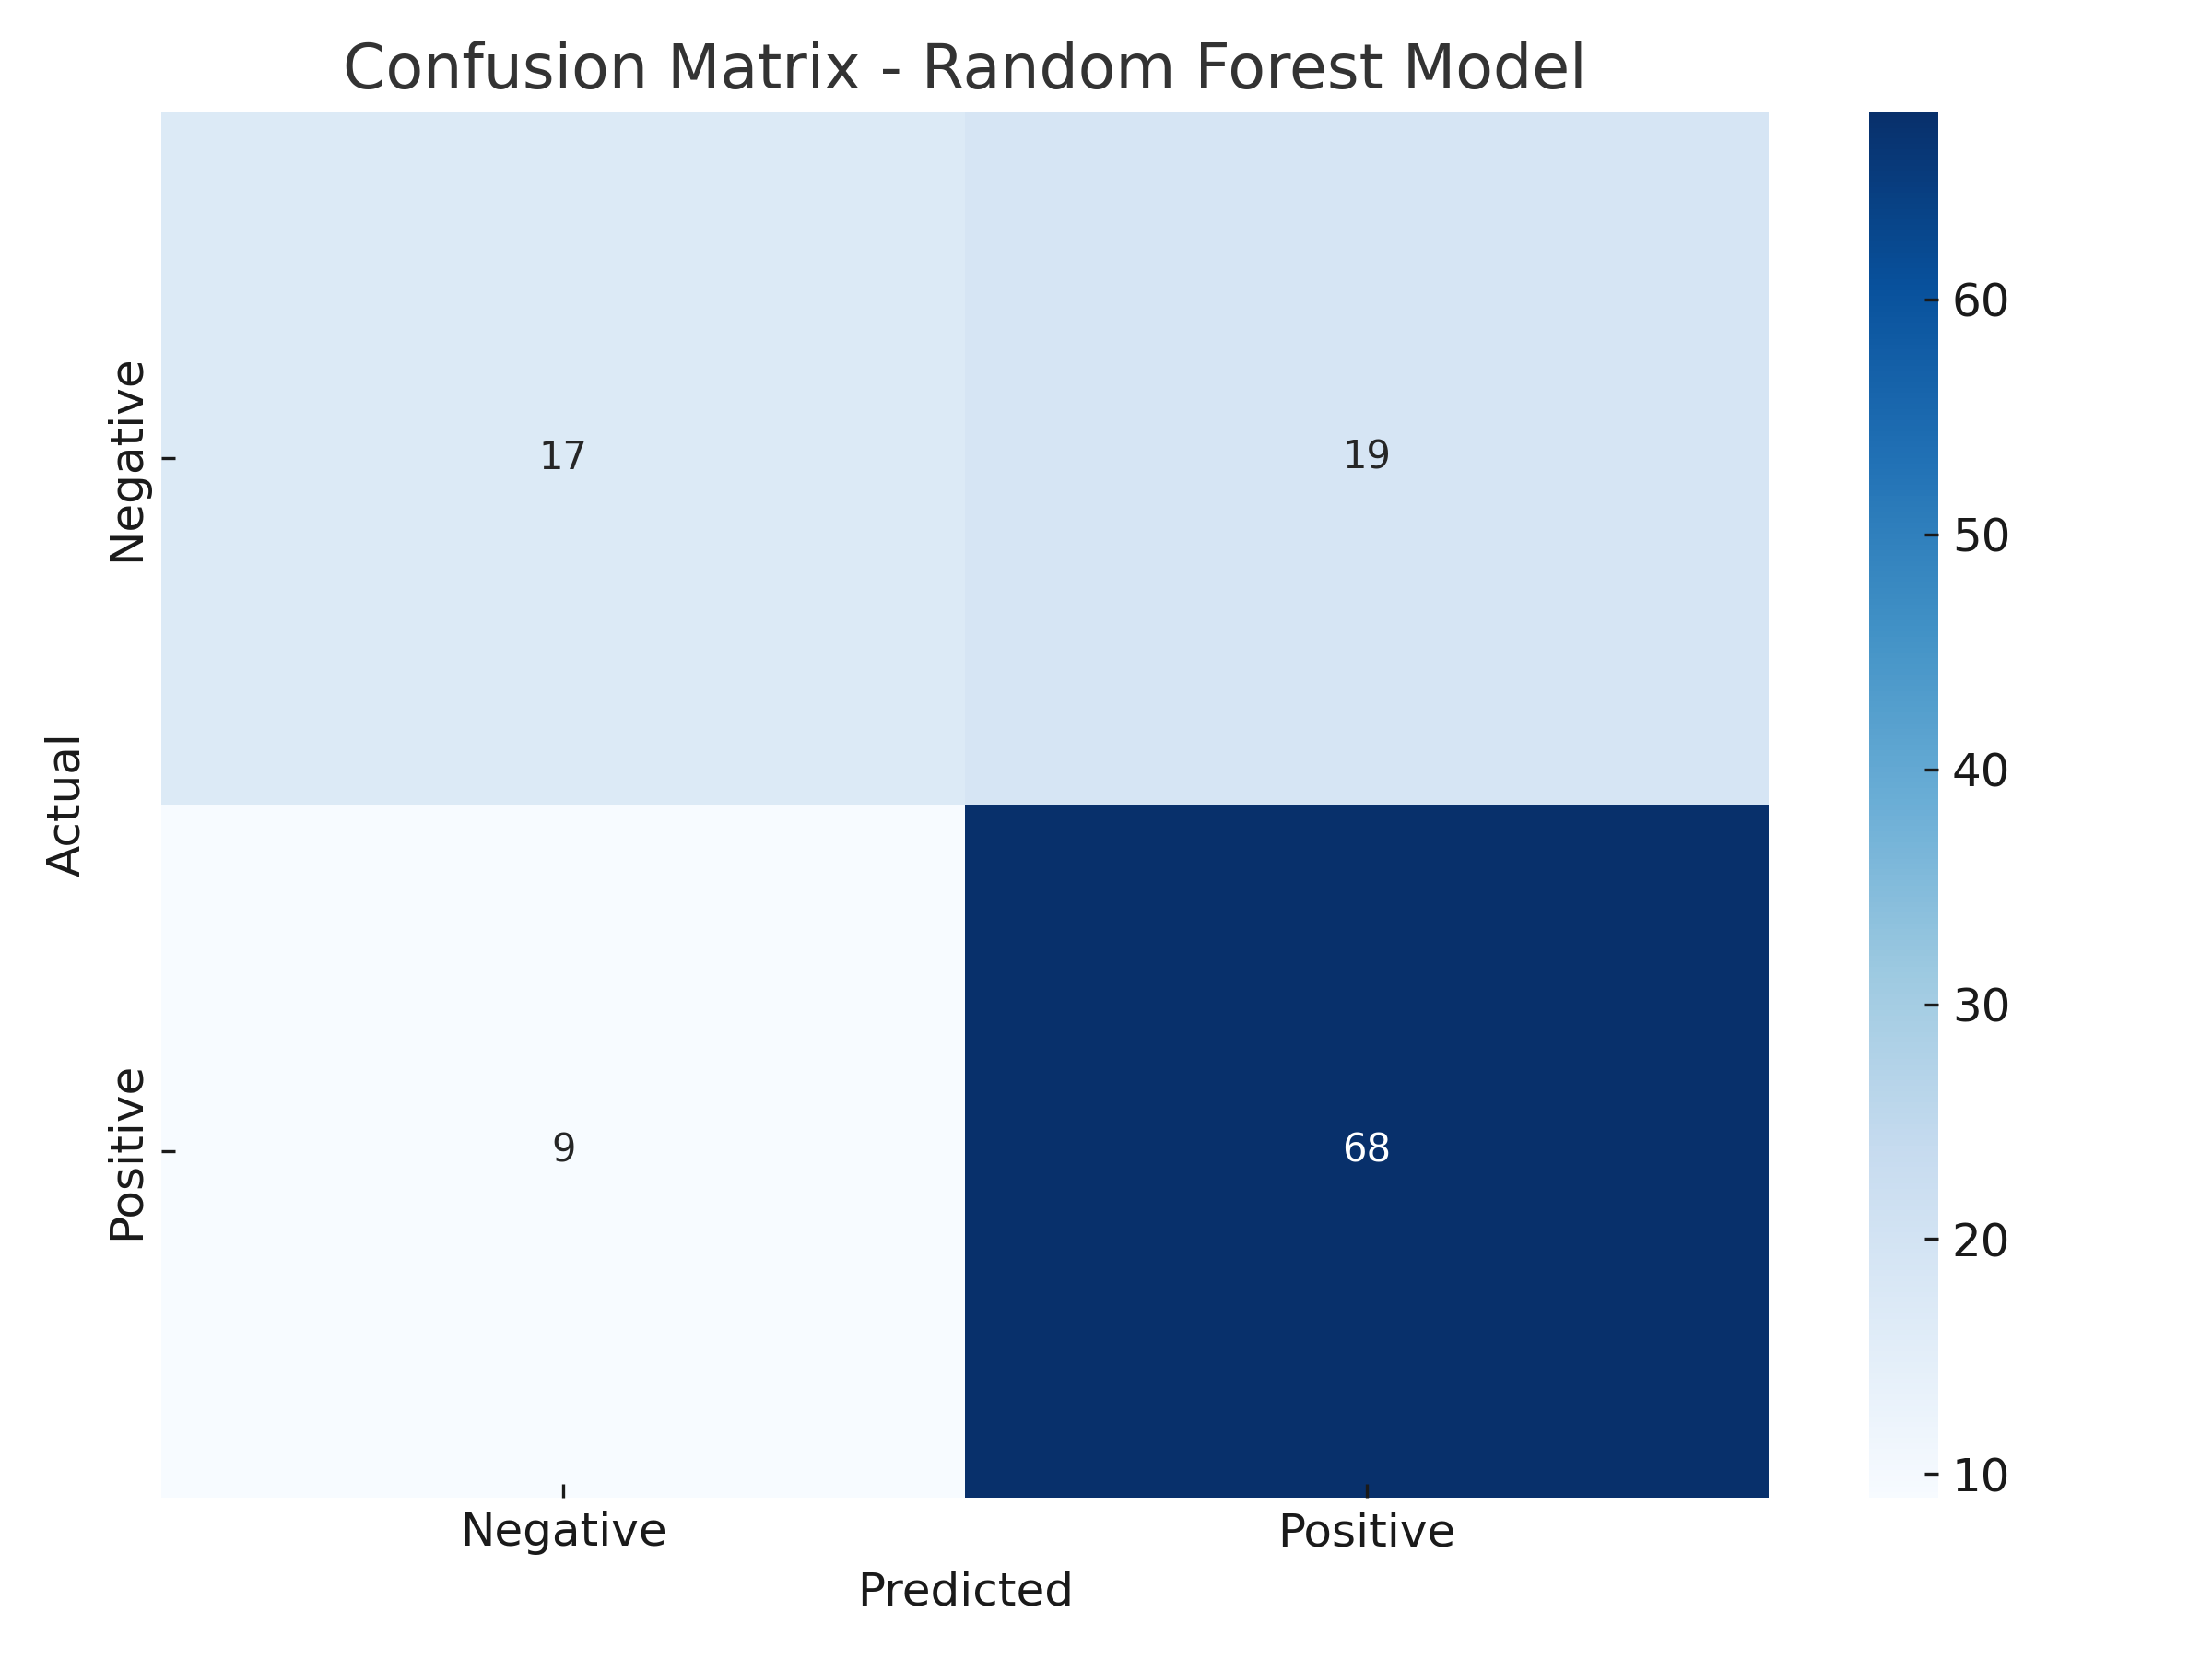 Confusion Matrix - Random Forest Model
Actual
Negative
17
19
Positive
9
68
Negative
Positive
Predicted
60
50
40
30
20
10